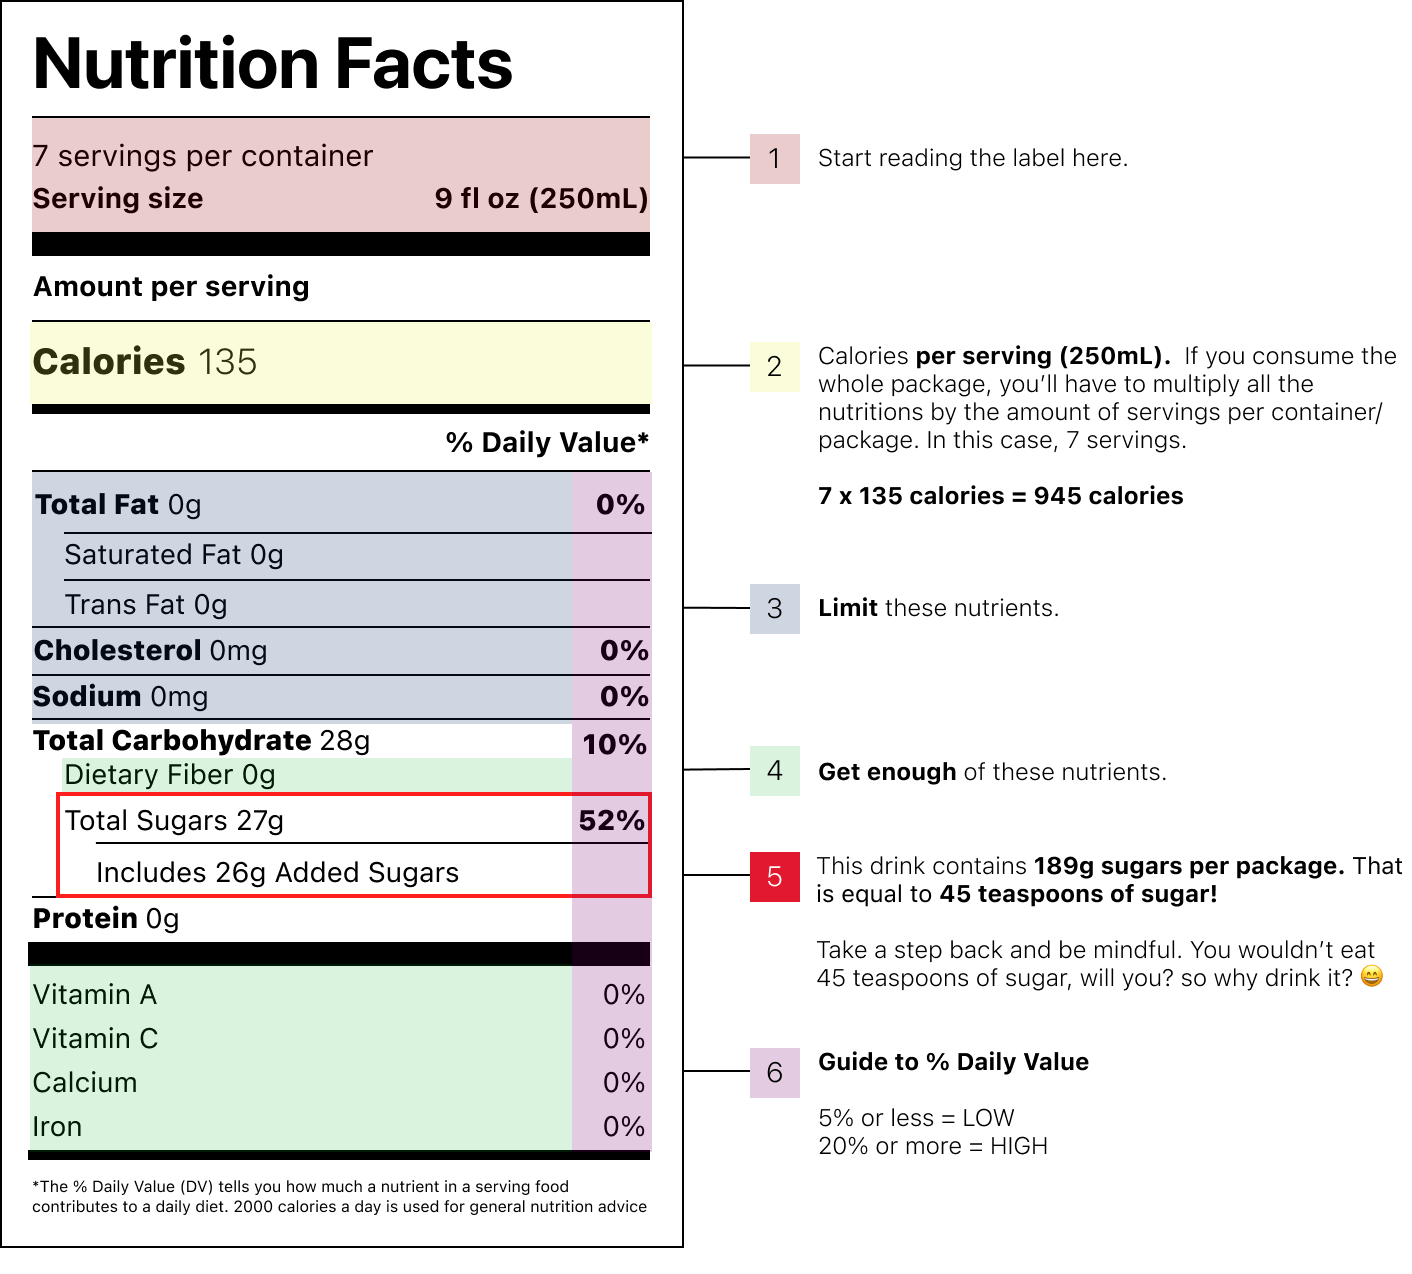 Nutrition Facts
7 servings per container
Serving size 9 fl oz (250mL)
Amount per serving
Calories 135
% Daily Value*
Total Fat 0g 0%
Saturated Fat 0g
Trans Fat 0g
Cholesterol 0mg 0%
Sodium 0mg 0%
Total Carbohydrate 28g 10%
Dietary Fiber 0g
Total Sugars 27g 52%
Includes 26g Added Sugars
Protein 0g
Vitamin A 0%
Vitamin C 0%
Calcium 0%
Iron 0%
*The % Daily Value (DV) tells you how much a nutrient in a serving food
contributes to a daily diet. 2000 calories a day is used for general nutrition advice
1 Start reading the label here.
2 Calories per serving (250mL). If you consume the
whole package, you’ll have to multiply all the
nutritions by the amount of servings per container/
package. In this case, 7 servings.
7 x 135 calories = 945 calories
3 Limit these nutrients.
4 Get enough of these nutrients.
5 This drink contains 189g sugars per package. That
is equal to 45 teaspoons of sugar!
Take a step back and be mindful. You wouldn’t eat
45 teaspoons of sugar, will you? so why drink it? 😄
6 Guide to % Daily Value
5% or less = LOW
20% or more = HIGH